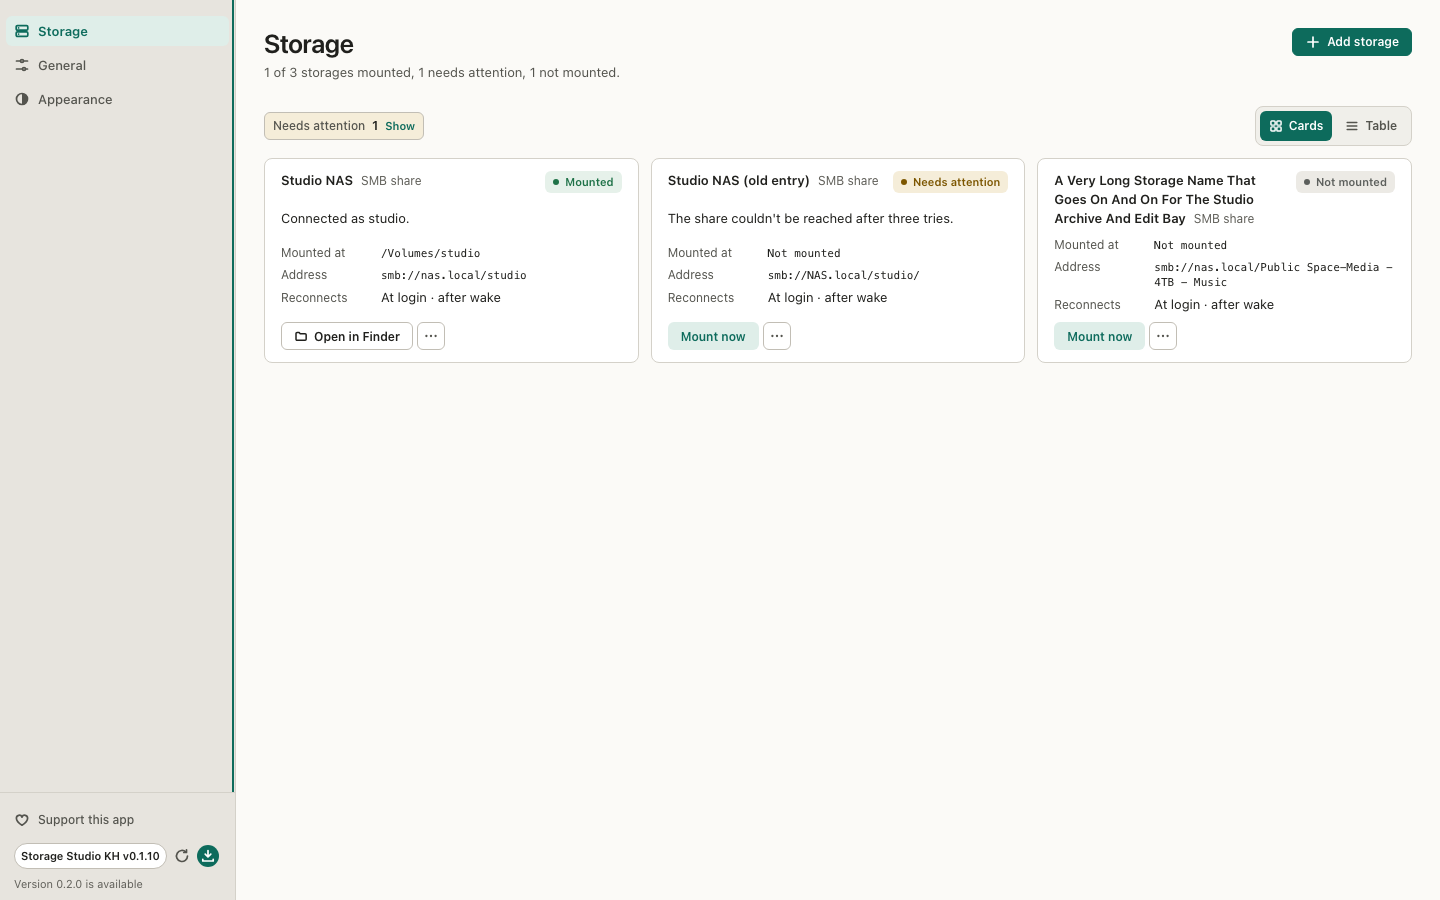 Storage
General
Appearance
Support this app
Storage Studio KH v0.1.10
Version 0.2.0 is available
Storage
1 of 3 storages mounted, 1 needs attention, 1 not mounted.
Add storage
Needs attention 1 Show
Cards
Table
Studio NAS SMB share
Mounted
Connected as studio.
Mounted at /Volumes/studio
Address smb://nas.local/studio
Reconnects At login · after wake
Open in Finder
Studio NAS (old entry) SMB share
Needs attention
The share couldn't be reached after three tries.
Mounted at Not mounted
Address smb://NAS.local/studio/
Reconnects At login · after wake
Mount now
A Very Long Storage Name That
Goes On And On For The Studio
Archive And Edit Bay SMB share
Not mounted
Mounted at Not mounted
Address smb://nas.local/Public Space-Media -
4TB - Music
Reconnects At login · after wake
Mount now